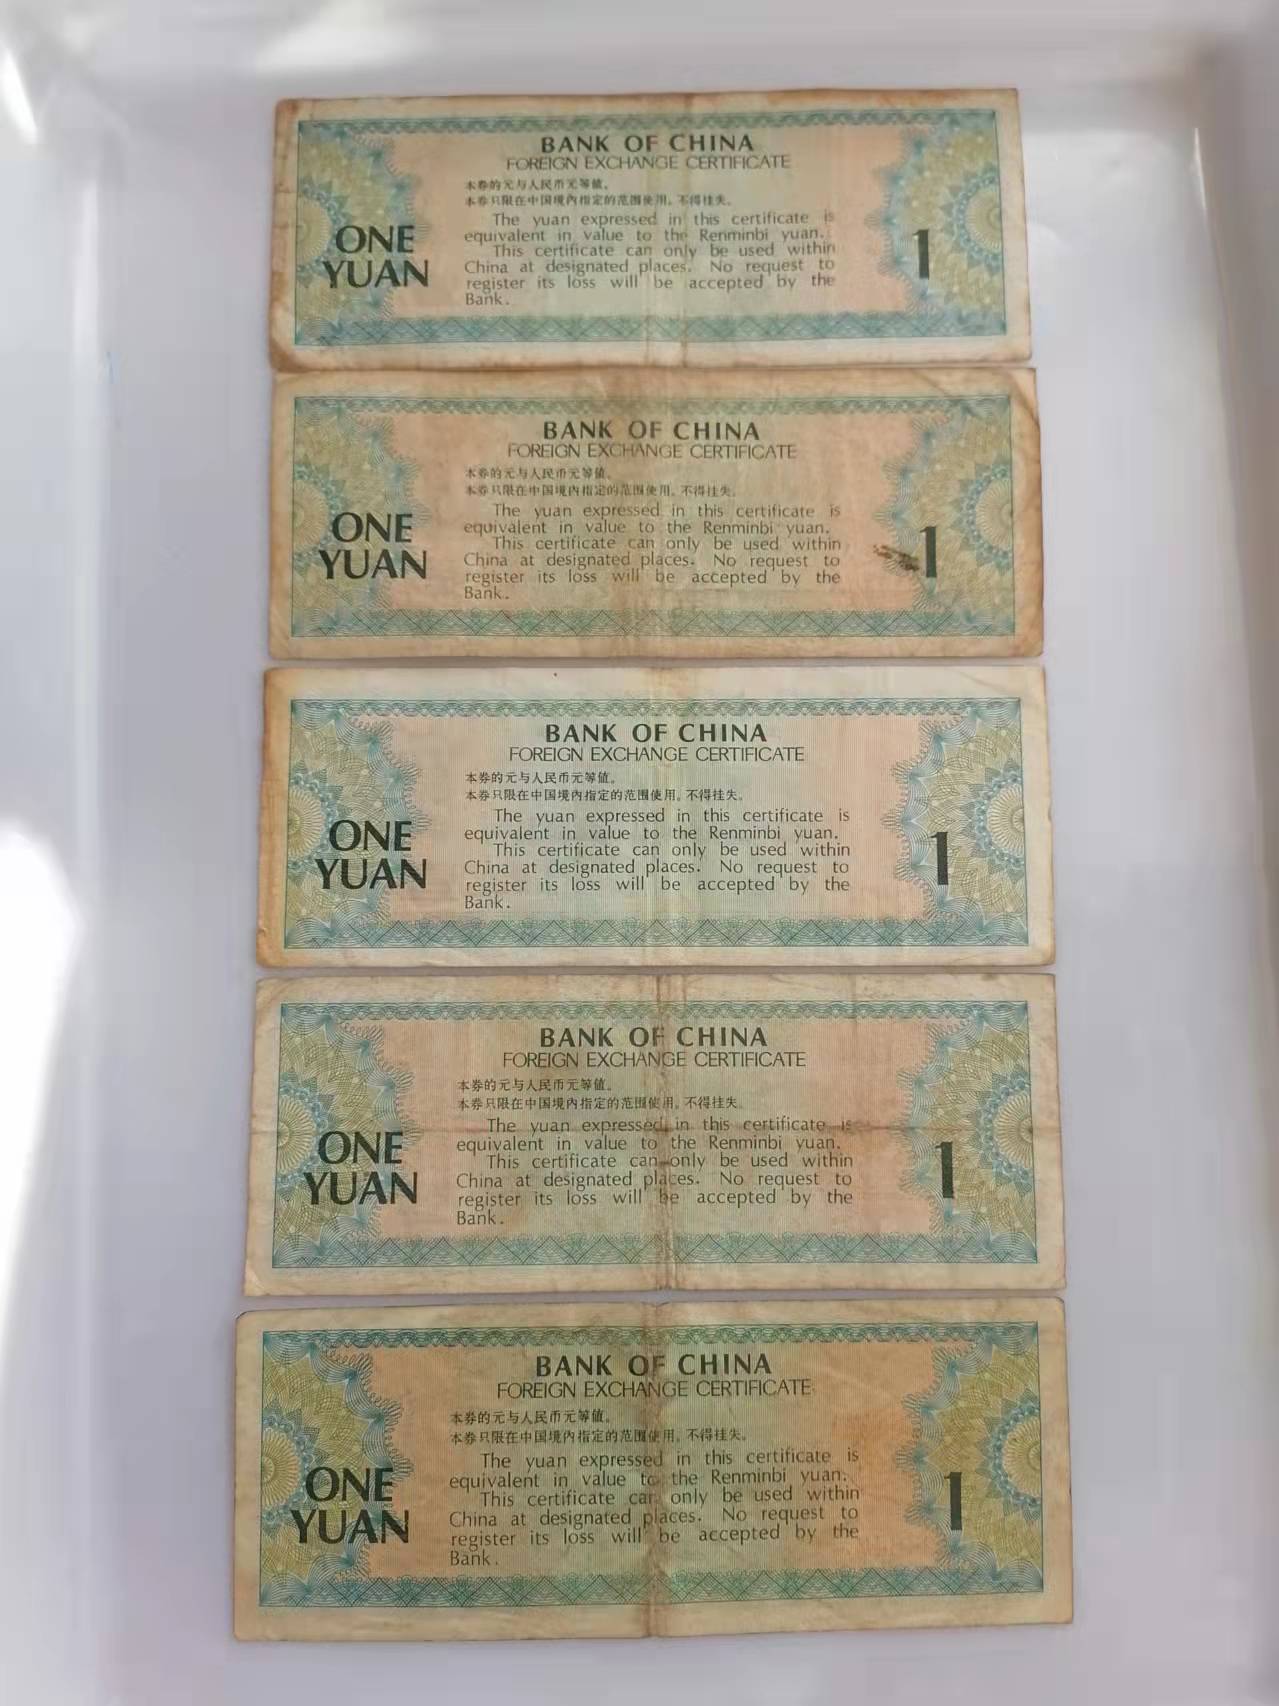 BANK OF CHINA
FOREIGN EXCHANGE CERTIFICATE
本券的元与人民币元等值。
本券只限在中国境内指定的范围使用。不得挂失。
The yuan expressed in this certificate is
equivalent in value to the Renminbi yuan.
This certificate can only be used within
China at designated places. No request to
register its loss will be accepted by the
Bank.
ONE
YUAN
1
BANK OF CHINA
FOREIGN EXCHANGE CERTIFICATE
本券的元与人民币元等值。
本券只限在中国境内指定的范围使用。不得挂失。
The yuan expressed in this certificate is
equivalent in value to the Renminbi yuan.
This certificate can only be used within
China at designated places. No request to
register its loss will be accepted by the
Bank.
ONE
YUAN
1
BANK OF CHINA
FOREIGN EXCHANGE CERTIFICATE
本券的元与人民币元等值。
本券只限在中国境内指定的范围使用。不得挂失。
The yuan expressed in this certificate is
equivalent in value to the Renminbi yuan.
This certificate can only be used within
China at designated places. No request to
register its loss will be accepted by the
Bank.
ONE
YUAN
1
BANK OF CHINA
FOREIGN EXCHANGE CERTIFICATE
本券的元与人民币元等值。
本券只限在中国境内指定的范围使用。不得挂失。
The yuan expressed in this certificate is
equivalent in value to the Renminbi yuan.
This certificate can only be used within
China at designated places. No request to
register its loss will be accepted by the
Bank.
ONE
YUAN
1
BANK OF CHINA
FOREIGN EXCHANGE CERTIFICATE
本券的元与人民币元等值。
本券只限在中国境内指定的范围使用。不得挂失。
The yuan expressed in this certificate is
equivalent in value to the Renminbi yuan.
This certificate can only be used within
China at designated places. No request to
register its loss will be accepted by the
Bank.
ONE
YUAN
1